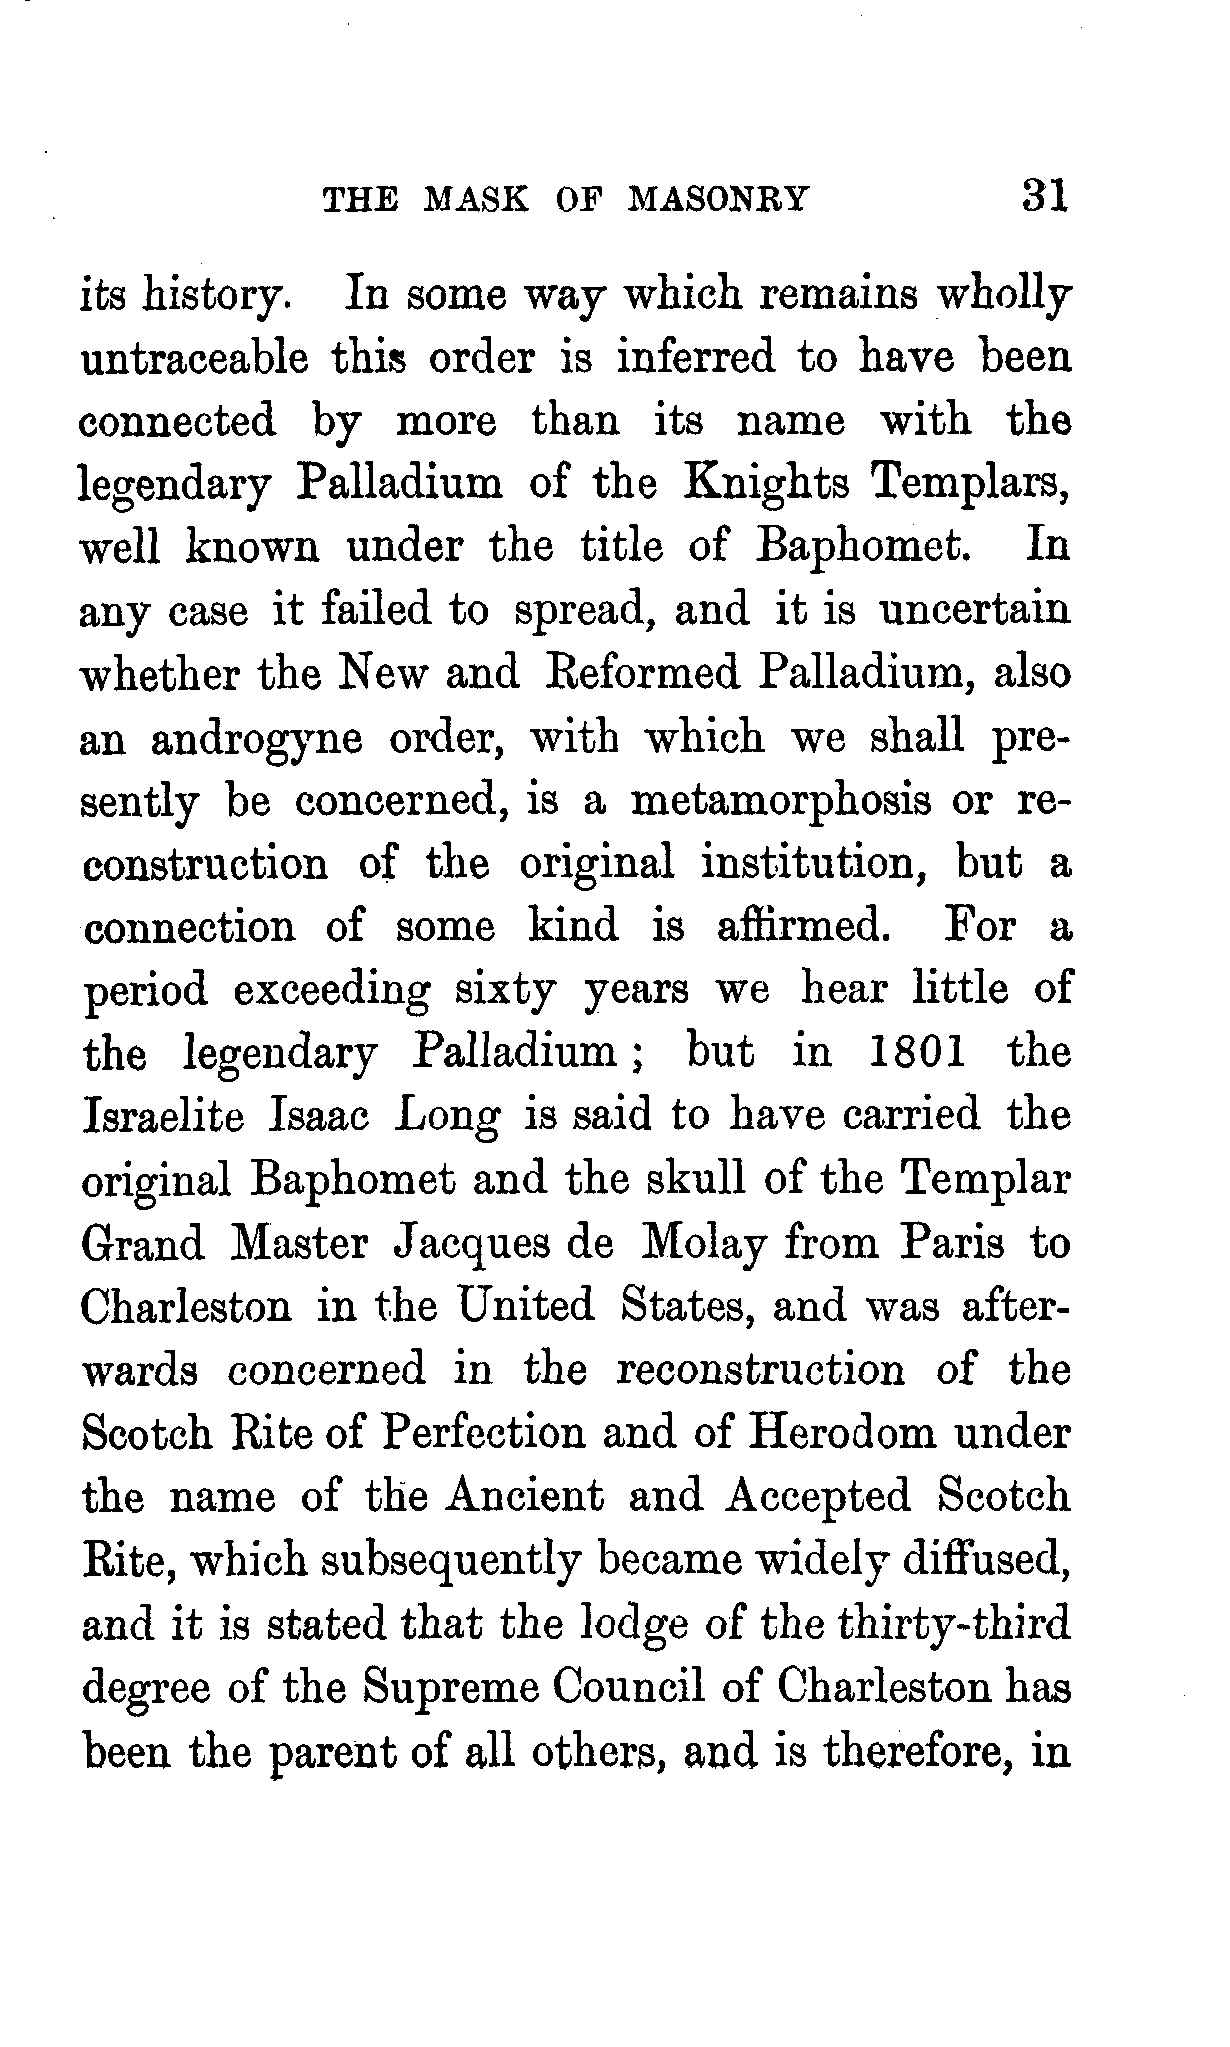 THE MASK OF MASONRY 31
its history. In some way which remains wholly
untraceable this order is inferred to have been
connected by more than its name with the
legendary Palladium of the Knights Templars,
well known under the title of Baphomet. In
any case it failed to spread, and it is uncertain
whether the New and Reformed Palladium, also
an androgyne order, with which we shall pre-
sently be concerned, is a metamorphosis or re-
construction of the original institution, but a
connection of some kind is affirmed. For a
period exceeding sixty years we hear little of
the legendary Palladium ; but in 1801 the
Israelite Isaac Long is said to have carried the
original Baphomet and the skull of the Templar
Grand Master Jacques de Molay from Paris to
Charleston in the United States, and was after-
wards concerned in the reconstruction of the
Scotch Rite of Perfection and of Herodom under
the name of the Ancient and Accepted Scotch
Rite, which subsequently became widely diffused,
and it is stated that the lodge of the thirty-third
degree of the Supreme Council of Charleston has
been the parent of all others, and is therefore, in